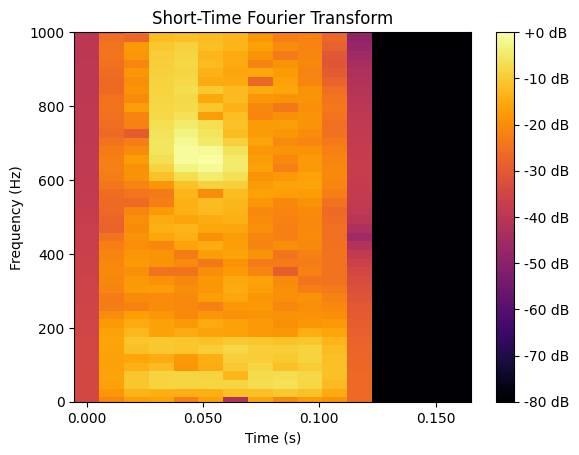 Short-Time Fourier Transform
1000
800
600
400
200
0
Frequency (Hz)
0.000
0.050
0.100
0.150
Time (s)
+0 dB
-10 dB
-20 dB
-30 dB
-40 dB
-50 dB
-60 dB
-70 dB
-80 dB